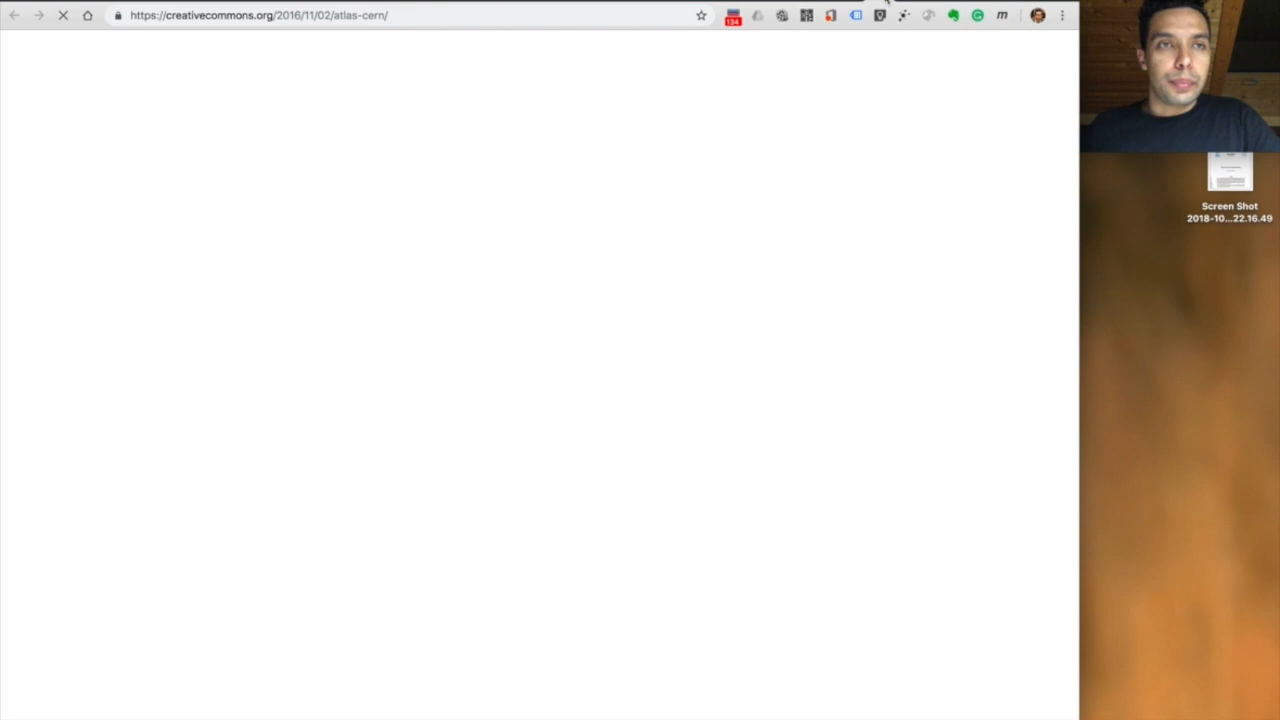 https://creativecommons.org/2016/11/02/atlas-cern/
134
m
Screen Shot
2018-10...22.16.49